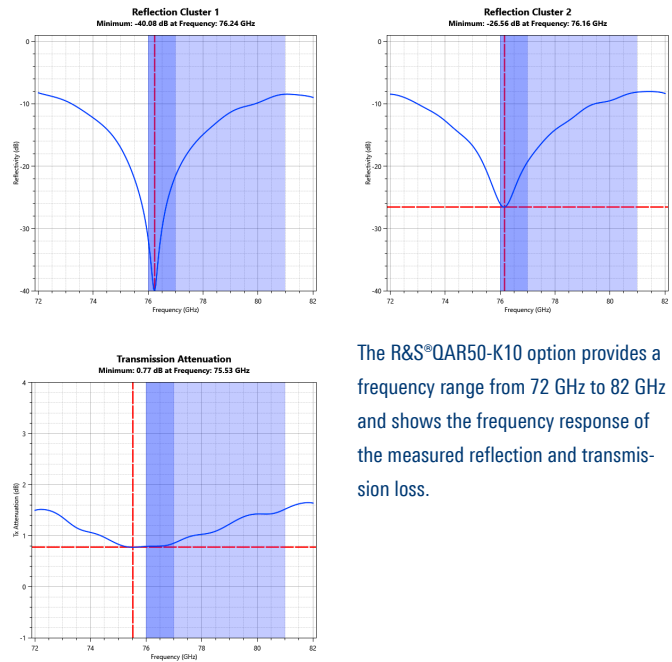 Reflection Cluster 1
Minimum: -40.08 dB at Frequency: 76.24 GHz
0
-10
-20
-30
-40
Reflectivity (dB)
72
74
76
78
80
82
Frequency (GHz)
Reflection Cluster 2
Minimum: -26.56 dB at Frequency: 76.16 GHz
0
-10
-20
-30
-40
Reflectivity (dB)
72
74
76
78
80
82
Frequency (GHz)
Transmission Attenuation
Minimum: 0.77 dB at Frequency: 75.53 GHz
4
3
2
1
0
-1
Tx Attenuation (dB)
72
74
76
78
80
82
Frequency (GHz)
The R&S®QAR50-K10 option provides a
frequency range from 72 GHz to 82 GHz
and shows the frequency response of
the measured reflection and transmis-
sion loss.